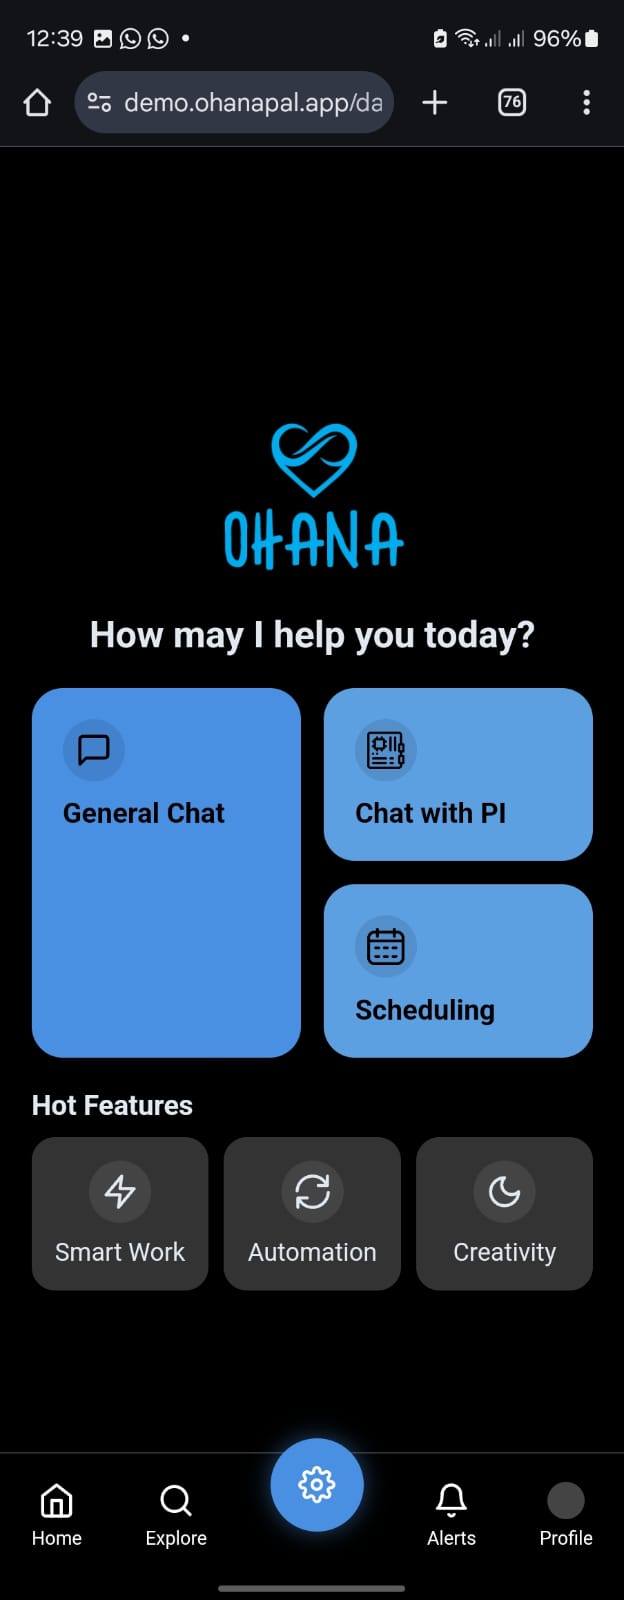 12:39
96%
demo.ohanapal.app/da
76
OHANA
How may I help you today?
General Chat
Chat with PI
Scheduling
Hot Features
Smart Work
Automation
Creativity
Home
Explore
Alerts
Profile